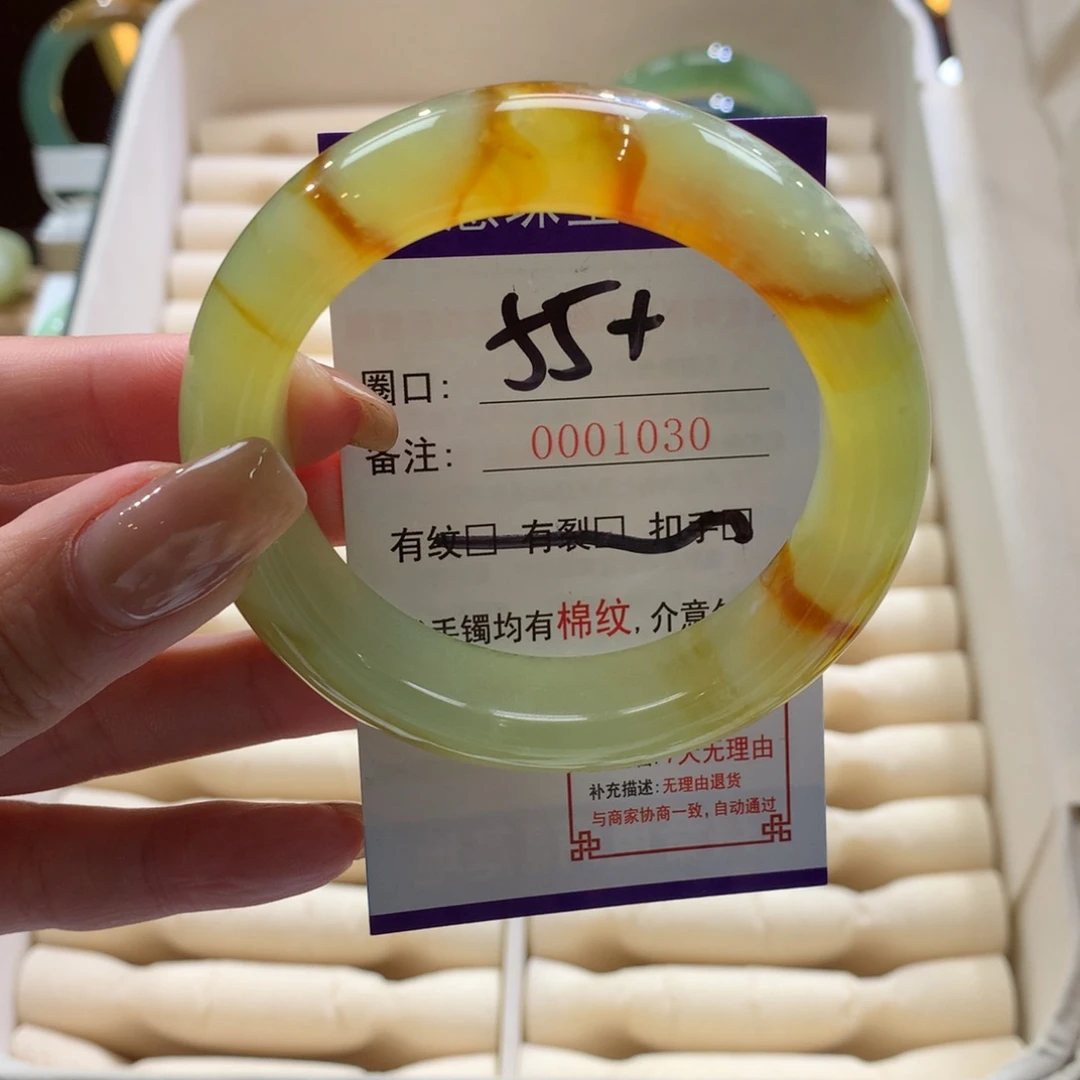 圈口: 55+
备注: 0001030
有纹□ 有裂□ 扣手□
手镯均有棉纹, 介意
7天无理由
补充描述: 无理由退货
与商家协商一致, 自动通过